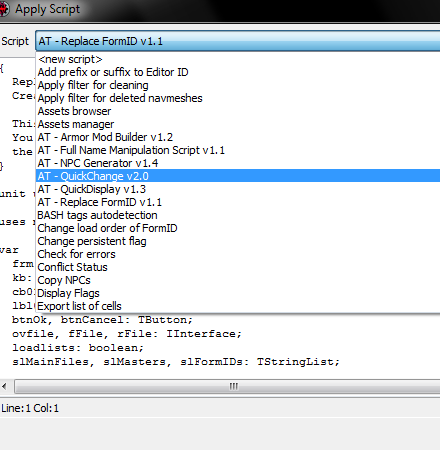 Apply Script
Script AT - Replace FormID v1.1
{
<new script>
Add prefix or suffix to Editor ID
Apply filter for cleaning
Apply filter for deleted navmeshes
Assets browser
Assets manager
AT - Armor Mod Builder v1.2
AT - Full Name Manipulation Script v1.1
AT - NPC Generator v1.4
AT - QuickChange v2.0
AT - QuickDisplay v1.3
AT - Replace FormID v1.1
BASH tags autodetection
Change load order of FormID
Change persistent flag
Check for errors
Conflict Status
Copy NPCs
Display Flags
Export list of cells
Repl
Crea
This
You
the
}
unit
uses
var
frm
kb:
cb0
lbl
btnOk, btnCancel: TButton;
ovfile, fFile, rFile: IInterface;
loadlists: boolean;
slMainFiles, slMasters, slFormIDs: TStringList;
Line:1 Col:1